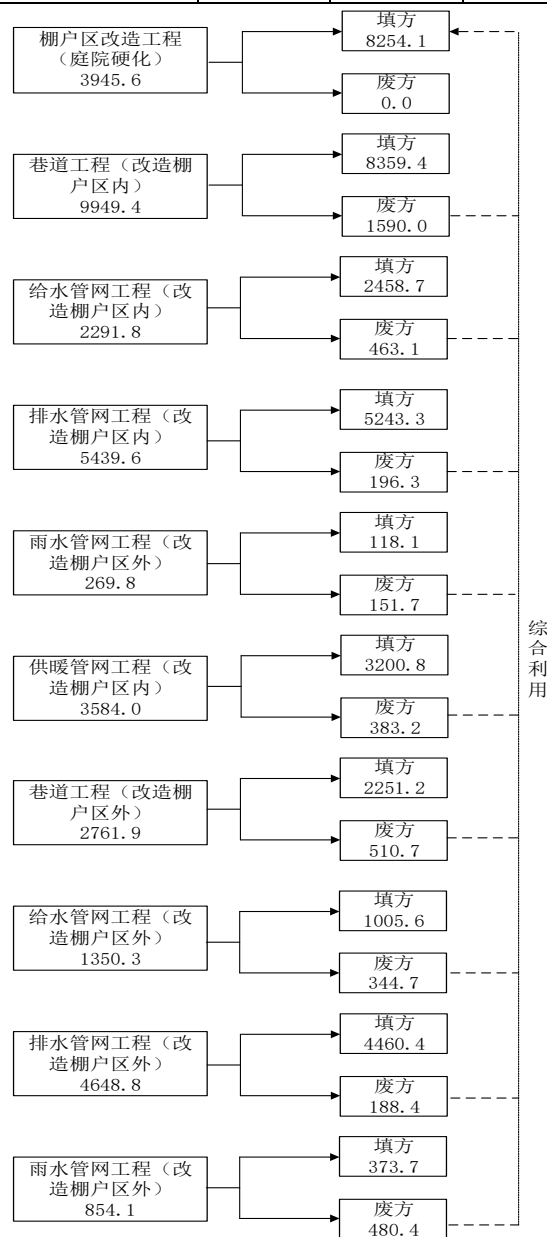 棚户区改造工程
（庭院硬化）
3945.6
填方
8254.1
废方
0.0
巷道工程（改造棚
户区内）
9949.4
填方
8359.4
废方
1590.0
给水管网工程（改
造棚户区内）
2291.8
填方
2458.7
废方
463.1
排水管网工程（改
造棚户区内）
5439.6
填方
5243.3
废方
196.3
雨水管网工程（改
造棚户区外）
269.8
填方
118.1
废方
151.7
供暖管网工程（改
造棚户区内）
3584.0
填方
3200.8
废方
383.2
巷道工程（改造棚
户区外）
2761.9
填方
2251.2
废方
510.7
给水管网工程（改
造棚户区外）
1350.3
填方
1005.6
废方
344.7
排水管网工程（改
造棚户区外）
4648.8
填方
4460.4
废方
188.4
雨水管网工程（改
造棚户区外）
854.1
填方
373.7
废方
480.4
综合利用